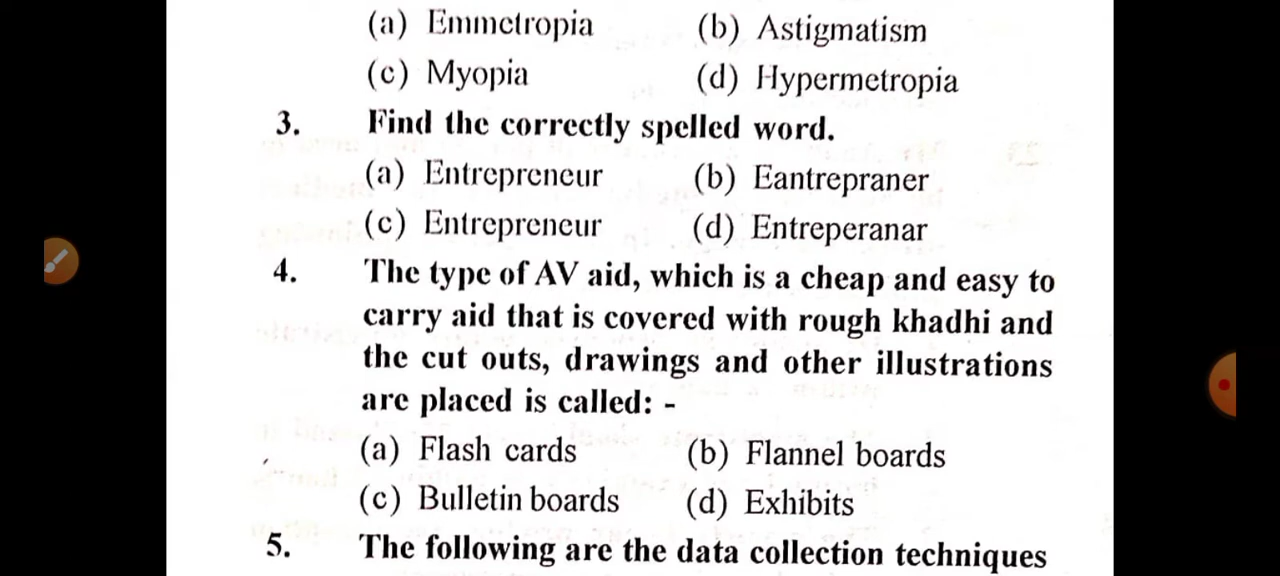 (a) Emmetropia (b) Astigmatism
(c) Myopia (d) Hypermetropia
3. Find the correctly spelled word.
(a) Entrepreneur (b) Eantrepraner
(c) Entrepreneur (d) Entreperanar
4. The type of AV aid, which is a cheap and easy to
carry aid that is covered with rough khadhi and
the cut outs, drawings and other illustrations
are placed is called: -
(a) Flash cards (b) Flannel boards
(c) Bulletin boards (d) Exhibits
5. The following are the data collection techniques